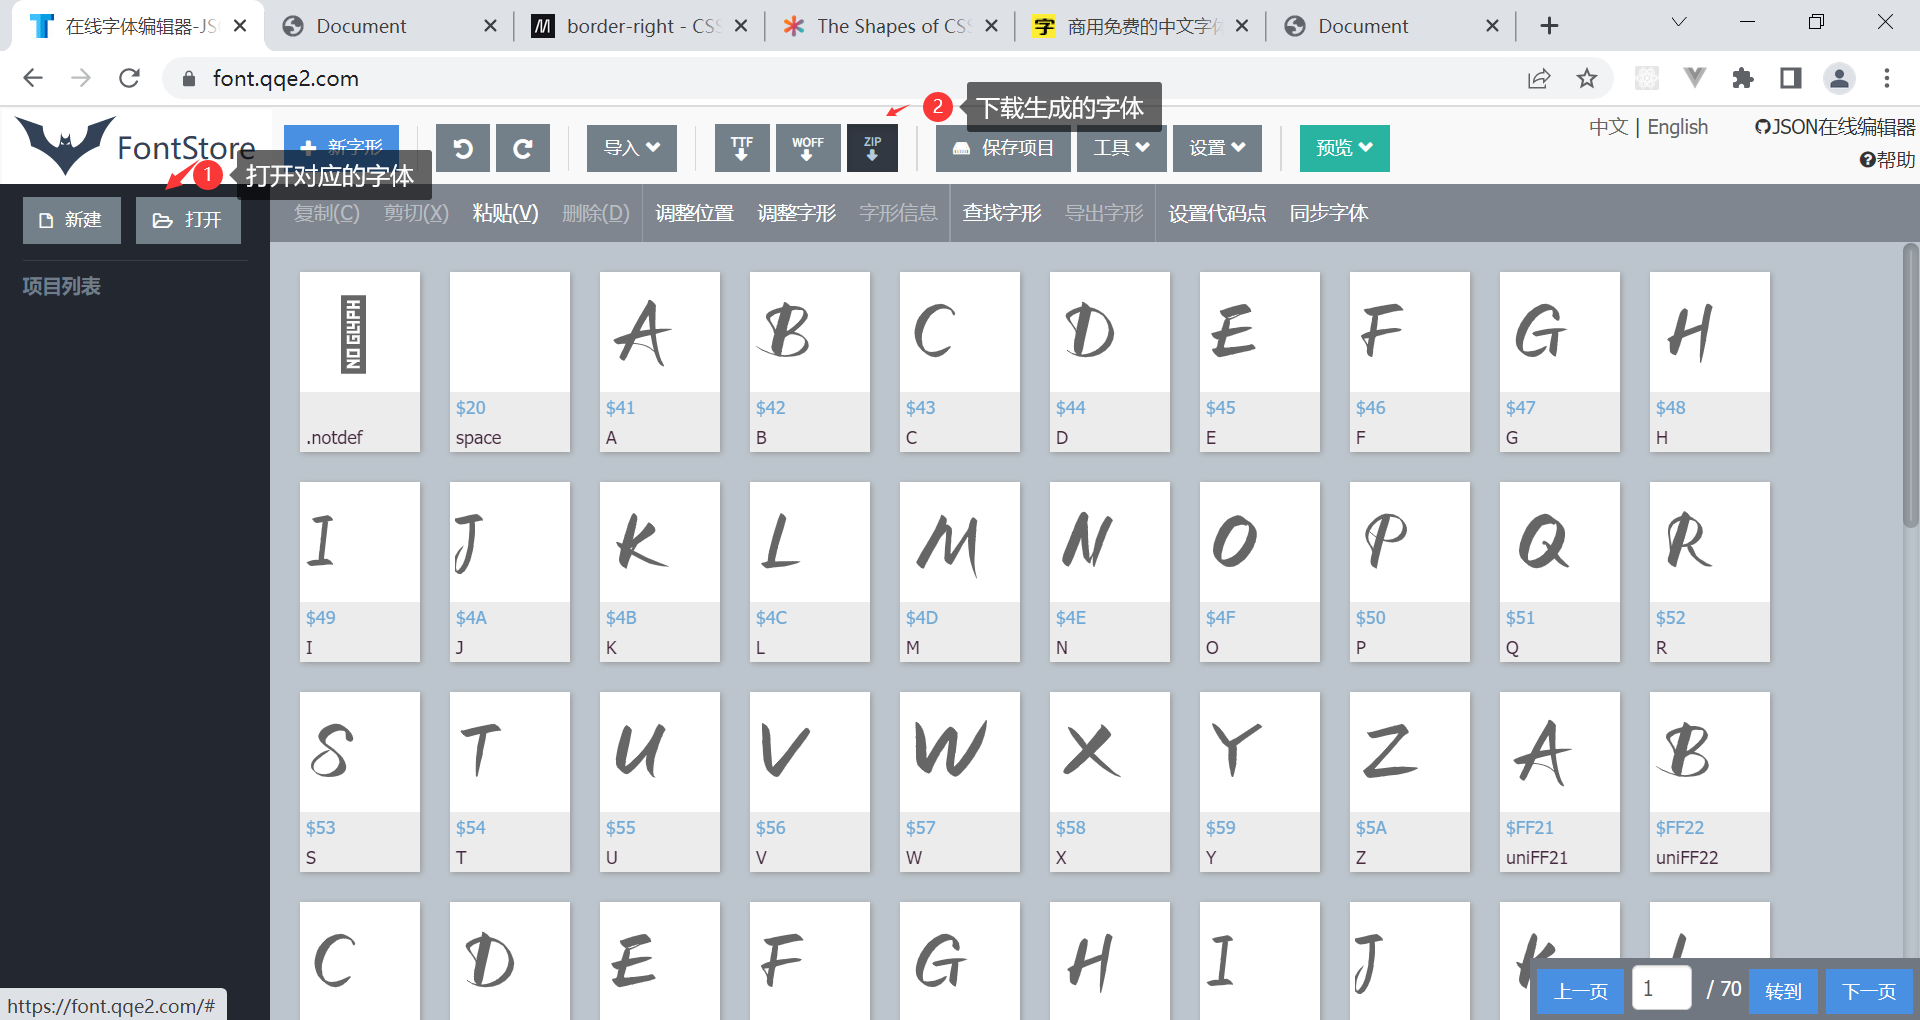 在线字体编辑器-JS
Document
border-right - CSS
The Shapes of CSS
字
商用免费的中文字体
Document
font.qqe2.com
2
下载生成的字体
FontStore
新字形
导入
TTF
WOFF
ZIP
保存项目
工具
设置
预览
中文 | English
JSON在线编辑器
帮助
1
打开对应的字体
新建
打开
复制(C)
剪切(X)
粘贴(V)
删除(D)
调整位置
调整字形
字形信息
查找字形
导出字形
设置代码点
同步字体
项目列表
NO GLYPH
A B C D E F G H
$20 $41 $42 $43 $44 $45 $46 $47 $48
.notdef space A B C D E F G H
I J K L M N O P Q R
$49 $4A $4B $4C $4D $4E $4F $50 $51 $52
I J K L M N O P Q R
S T U V W X Y Z A B
$53 $54 $55 $56 $57 $58 $59 $5A $FF21 $FF22
S T U V W X Y Z uniFF21 uniFF22
C D E F G H I J K L
上一页
1
/ 70
转到
下一页
https://font.qqe2.com/#